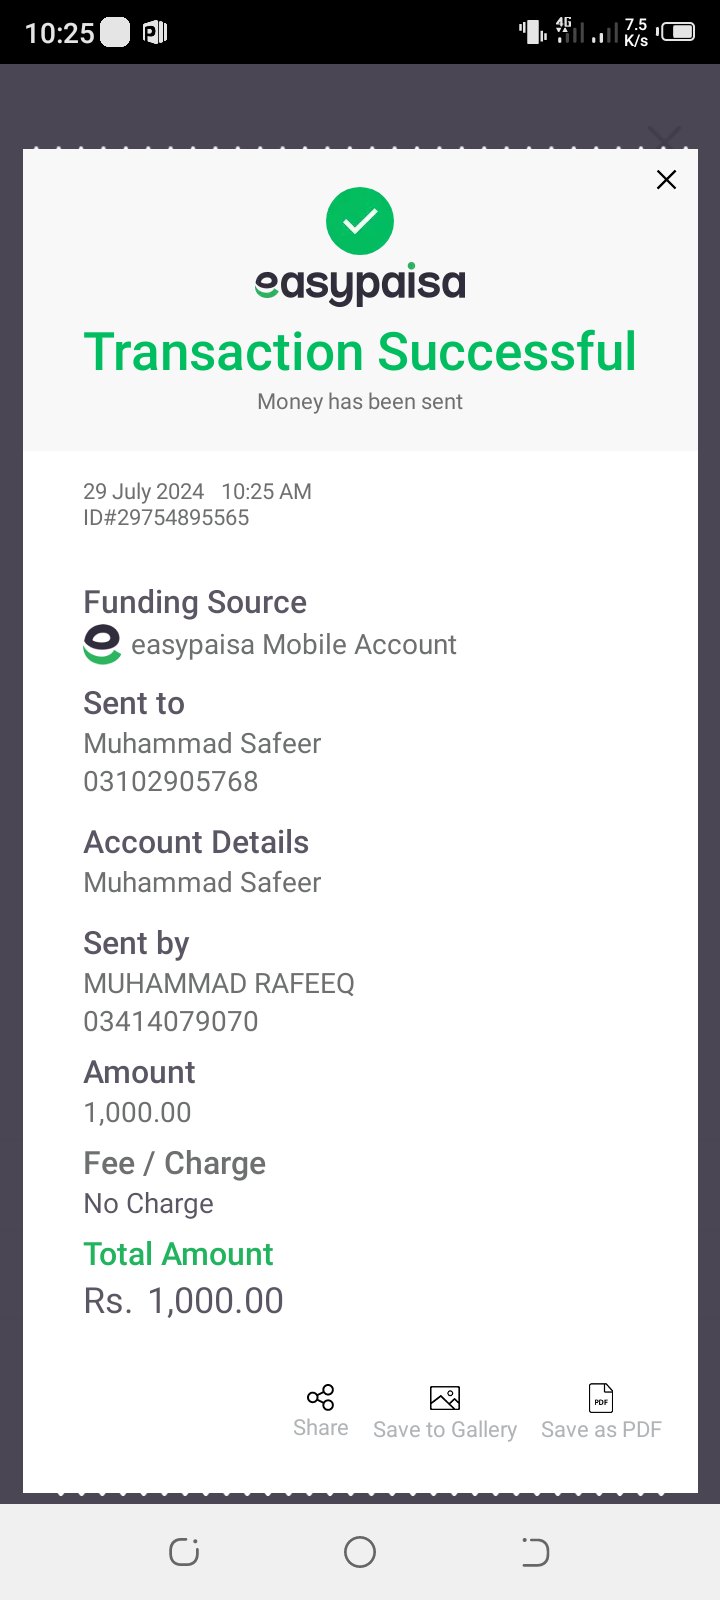 10:25
4G
7.5
K/s
easypaisa
Transaction Successful
Money has been sent
29 July 2024 10:25 AM
ID#29754895565
Funding Source
easypaisa Mobile Account
Sent to
Muhammad Safeer
03102905768
Account Details
Muhammad Safeer
Sent by
MUHAMMAD RAFEEQ
03414079070
Amount
1,000.00
Fee / Charge
No Charge
Total Amount
Rs. 1,000.00
PDF
Share
Save to Gallery
Save as PDF